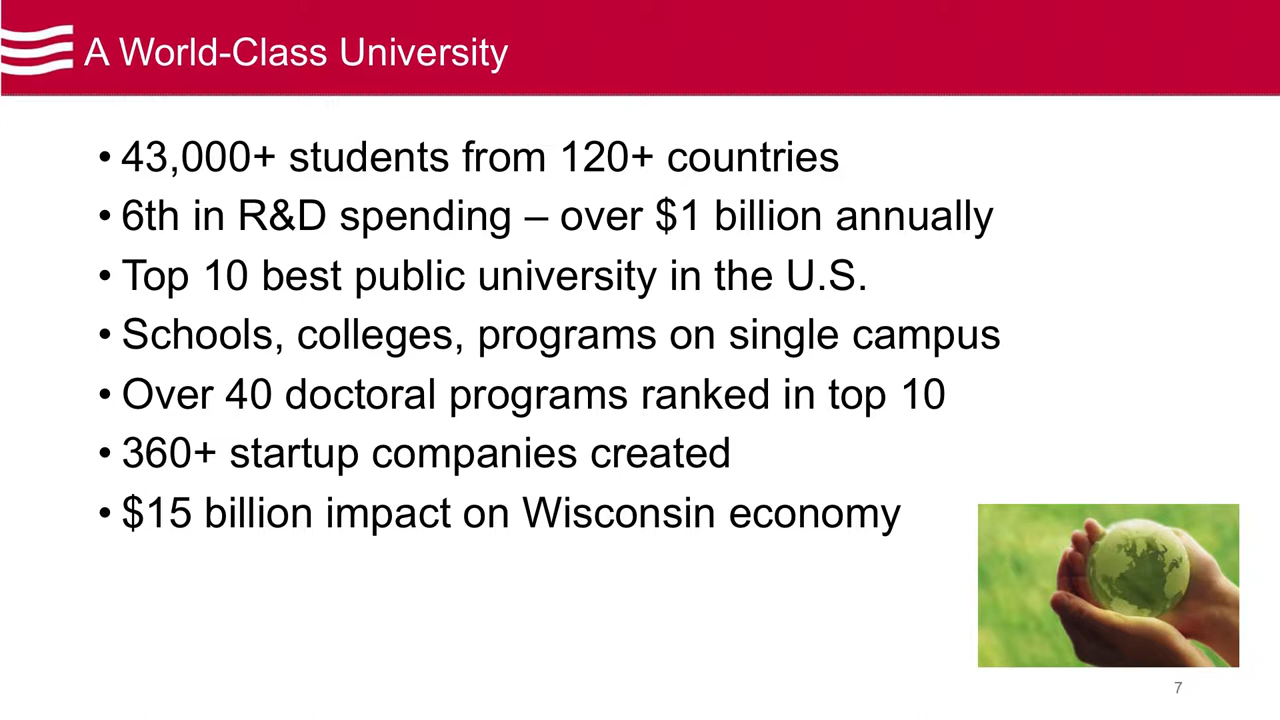 A World-Class University
• 43,000+ students from 120+ countries
• 6th in R&D spending – over $1 billion annually
• Top 10 best public university in the U.S.
• Schools, colleges, programs on single campus
• Over 40 doctoral programs ranked in top 10
• 360+ startup companies created
• $15 billion impact on Wisconsin economy
7